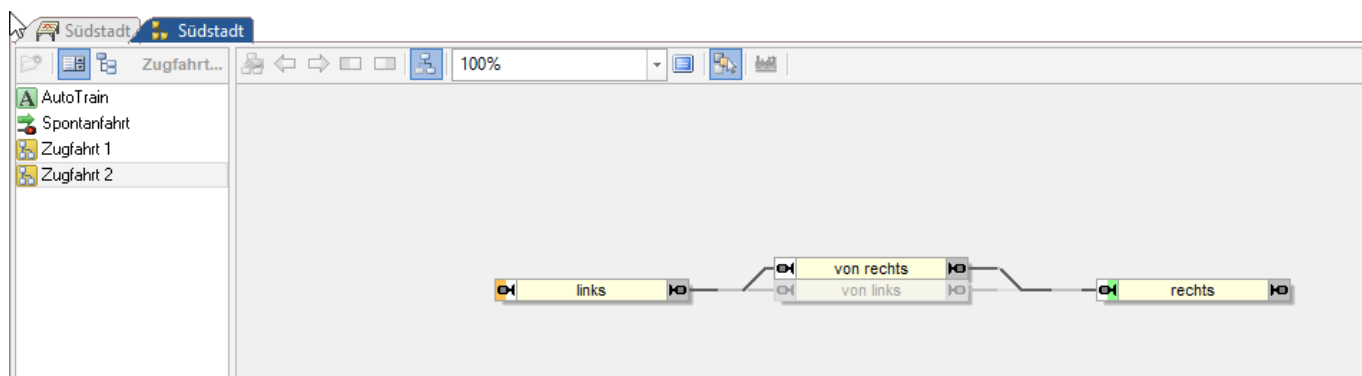 Südstadt Südstadt
Zugfahrt... 100%
A AutoTrain
Spontanfahrt
Zugfahrt 1
Zugfahrt 2
von rechts
links von links rechts